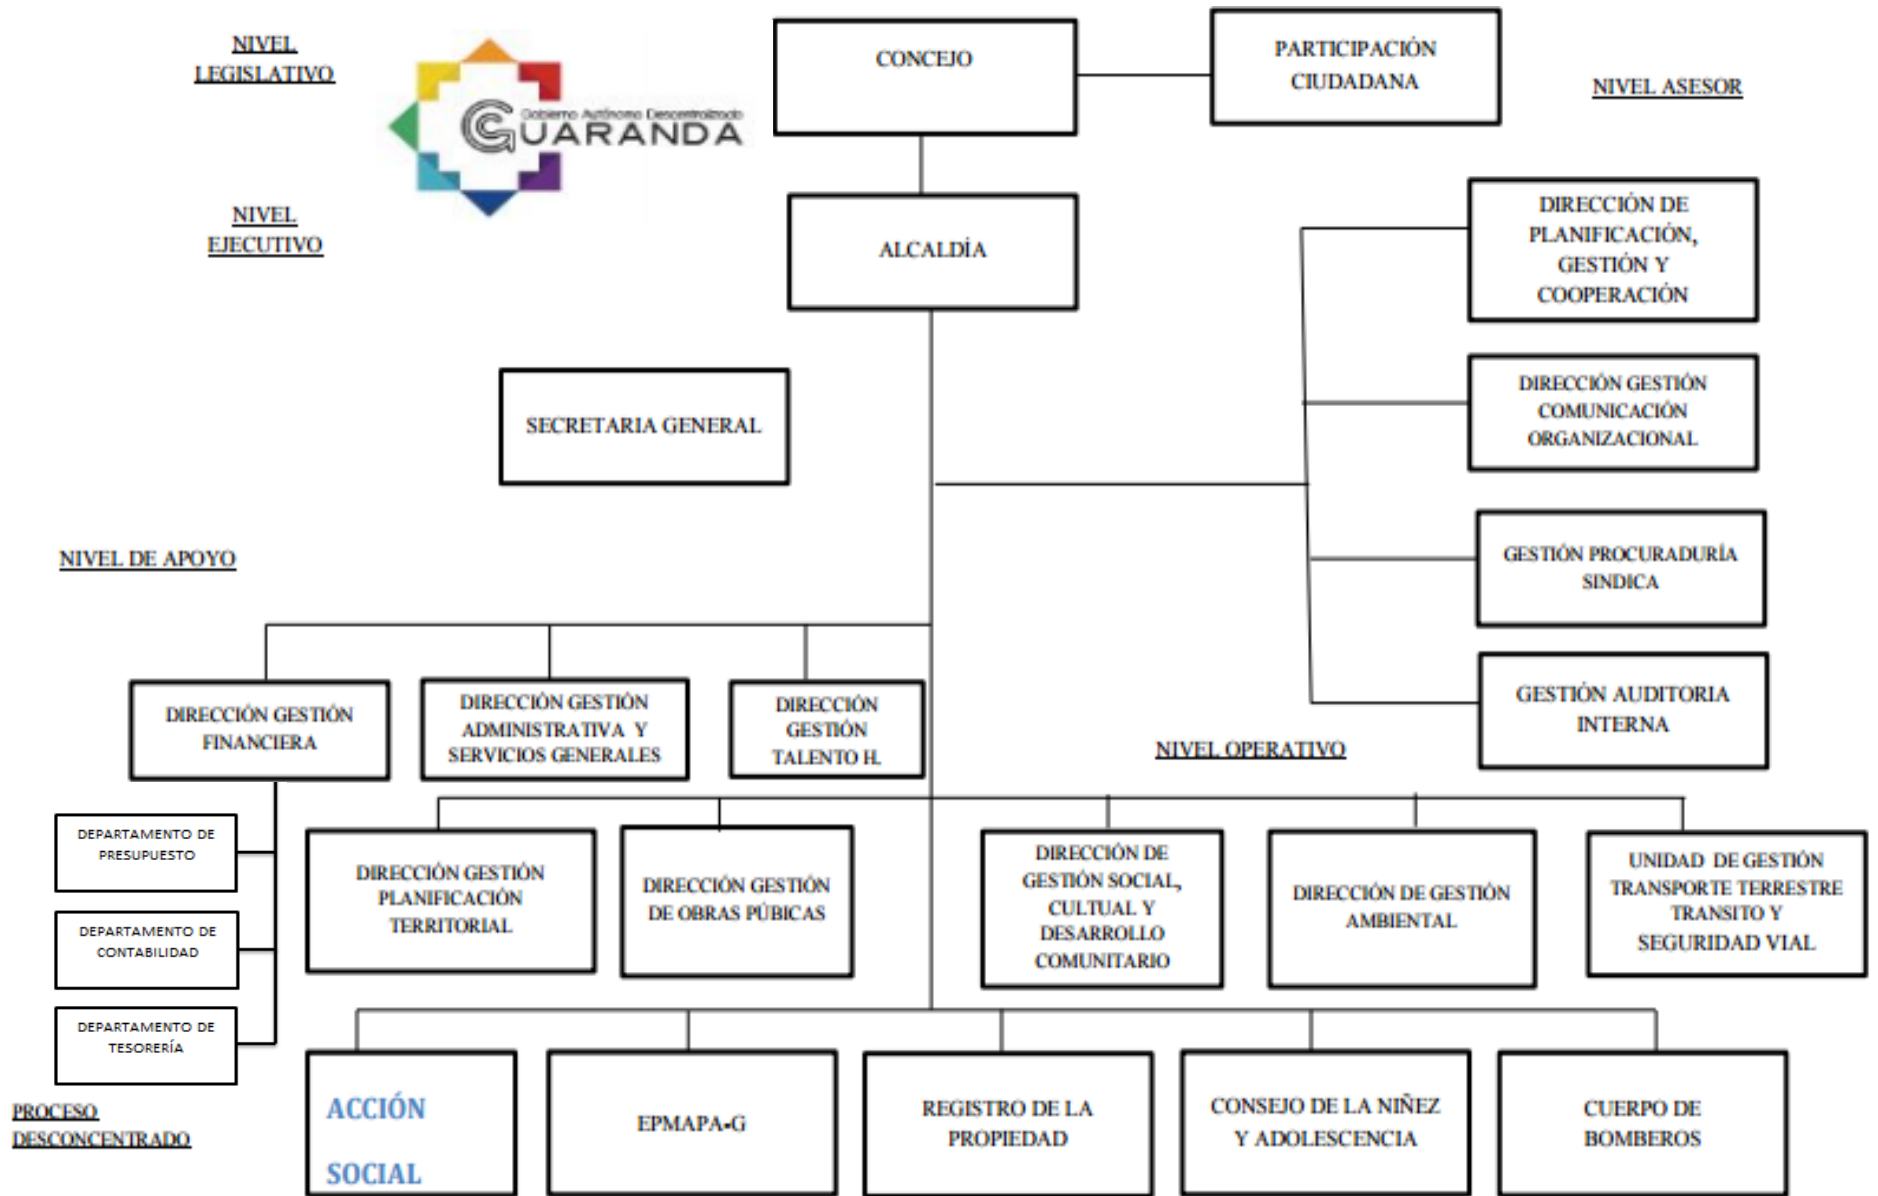 NIVEL
LEGISLATIVO
Gobierno Autónomo Descentralizado
GUARANDA
CONCEJO
PARTICIPACIÓN
CIUDADANA
NIVEL ASESOR
NIVEL
EJECUTIVO
ALCALDÍA
DIRECCIÓN DE
PLANIFICACIÓN,
GESTIÓN Y
COOPERACIÓN
SECRETARIA GENERAL
DIRECCIÓN GESTIÓN
COMUNICACIÓN
ORGANIZACIONAL
NIVEL DE APOYO
GESTIÓN PROCURADURÍA
SINDICA
DIRECCIÓN GESTIÓN
FINANCIERA
DIRECCIÓN GESTIÓN
ADMINISTRATIVA Y
SERVICIOS GENERALES
DIRECCIÓN
GESTIÓN
TALENTO H.
GESTIÓN AUDITORIA
INTERNA
NIVEL OPERATIVO
DEPARTAMENTO DE
PRESUPUESTO
DEPARTAMENTO DE
CONTABILIDAD
DEPARTAMENTO DE
TESORERÍA
DIRECCIÓN GESTIÓN
PLANIFICACIÓN
TERRITORIAL
DIRECCIÓN GESTIÓN
DE OBRAS PÚBICAS
DIRECCIÓN DE
GESTIÓN SOCIAL,
CULTUAL Y
DESARROLLO
COMUNITARIO
DIRECCIÓN DE GESTIÓN
AMBIENTAL
UNIDAD DE GESTIÓN
TRANSPORTE TERRESTRE
TRANSITO Y
SEGURIDAD VIAL
PROCESO
DESCONCENTRADO
ACCIÓN
SOCIAL
EPMAPA-G
REGISTRO DE LA
PROPIEDAD
CONSEJO DE LA NIÑEZ
Y ADOLESCENCIA
CUERPO DE
BOMBEROS